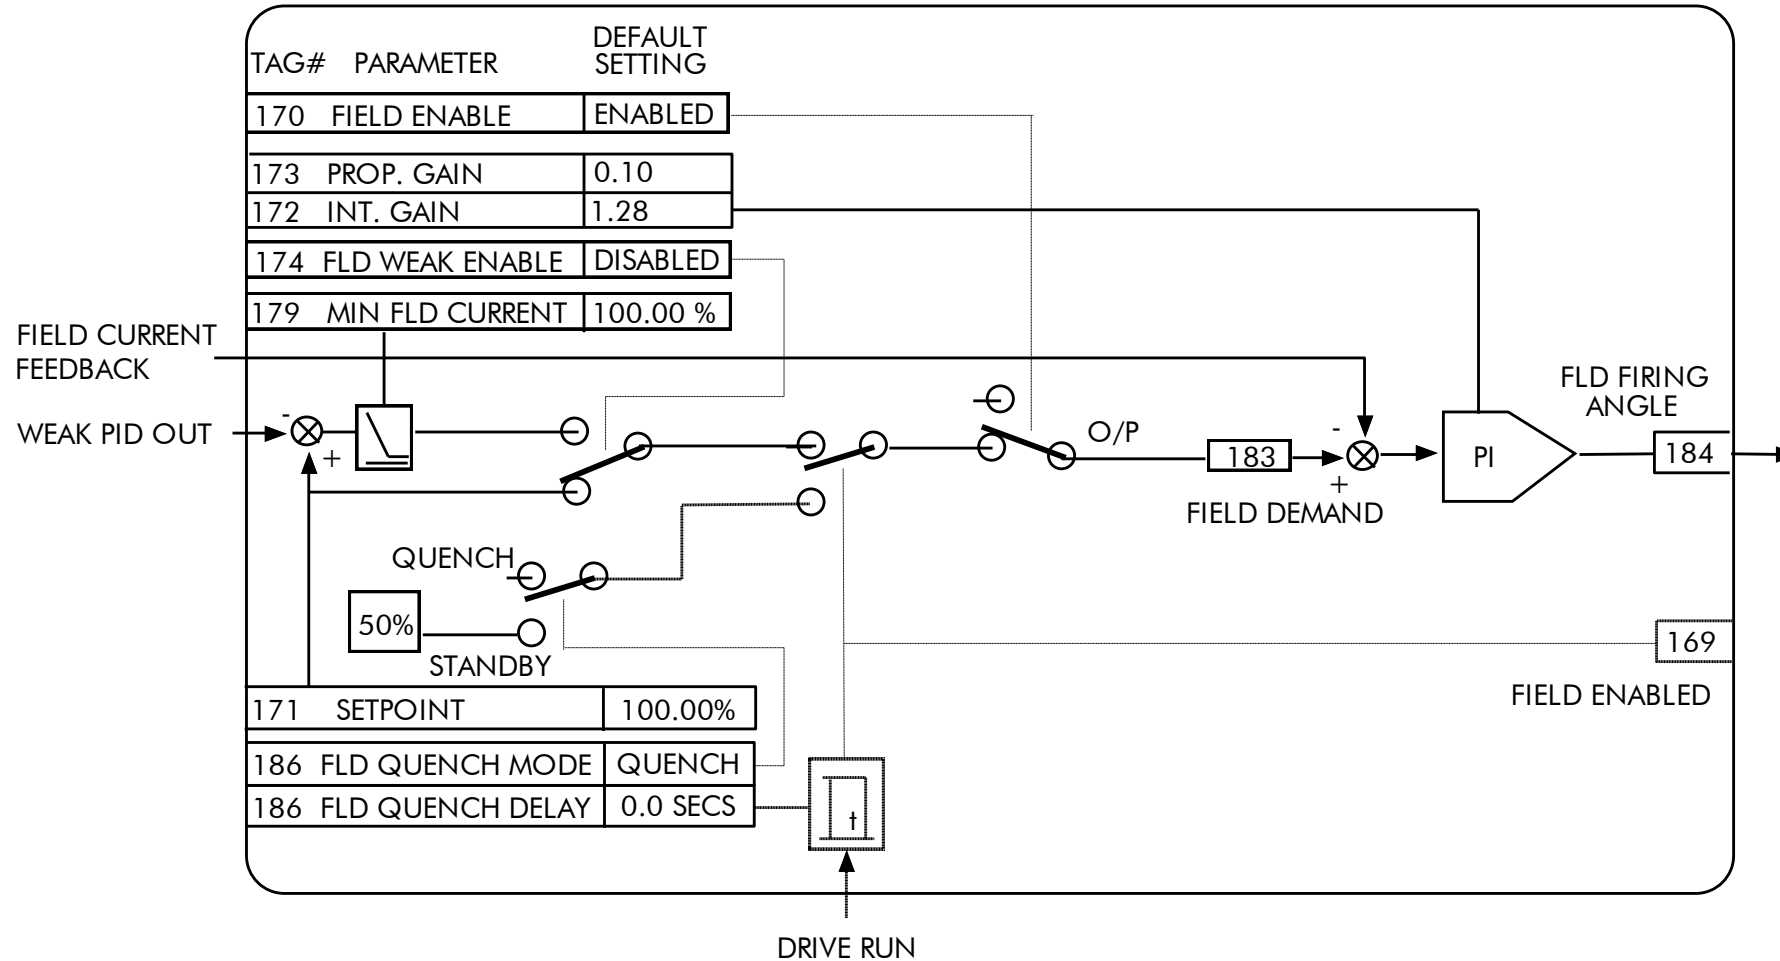 DEFAULT
TAG# PARAMETER SETTING
170 FIELD ENABLE ENABLED
173 PROP. GAIN 0.10
172 INT. GAIN 1.28
174 FLD WEAK ENABLE DISABLED
179 MIN FLD CURRENT 100.00 %
FIELD CURRENT
FEEDBACK
FLD FIRING
ANGLE
WEAK PID OUT
-
+
O/P
183
-
+
PI
184
FIELD DEMAND
QUENCH
50%
STANDBY
169
FIELD ENABLED
171 SETPOINT 100.00%
186 FLD QUENCH MODE QUENCH
186 FLD QUENCH DELAY 0.0 SECS
t
DRIVE RUN